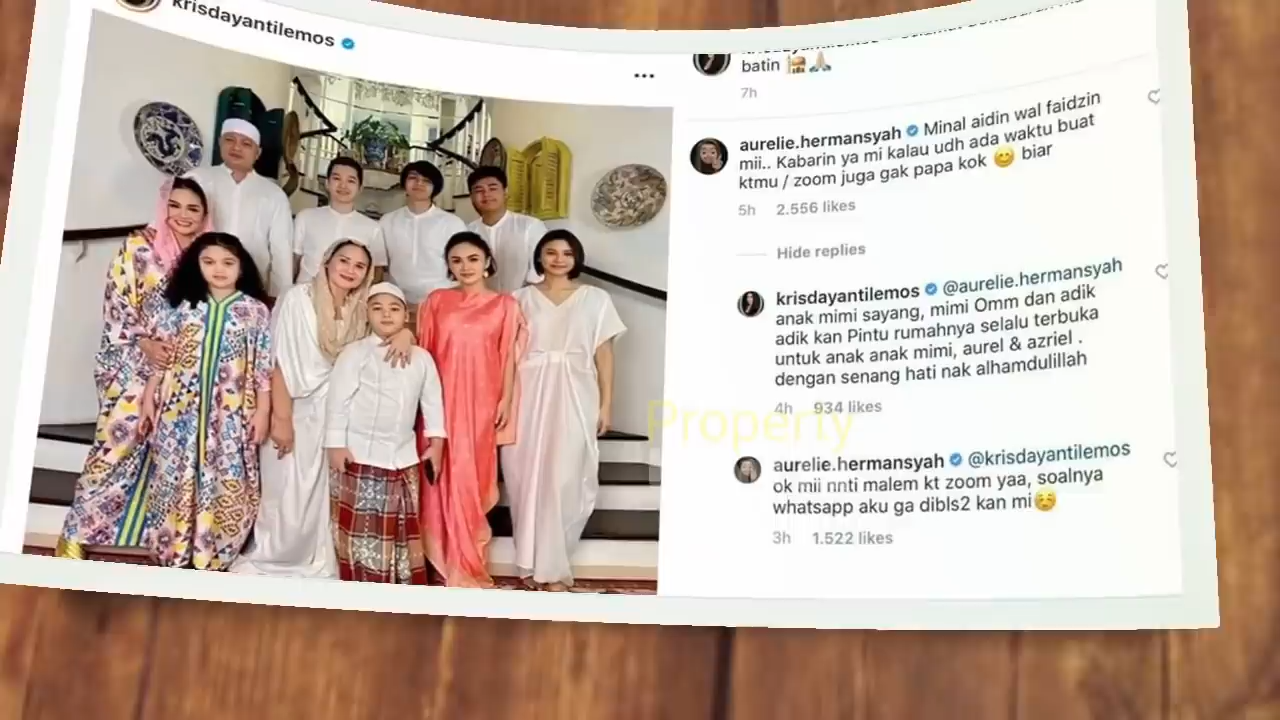 krisdayantilemos
batin
7h
aurelie.hermansyah Minal aidin wal faidzin
mii.. Kabarin ya mi kalau udh ada waktu buat
ktmu / zoom juga gak papa kok 😊 biar
5h 2.556 likes
Hide replies
krisdayantilemos @aurelie.hermansyah
anak mimi sayang, mimi Omm dan adik
adik kan Pintu rumahnya selalu terbuka
untuk anak anak mimi, aurel & azriel .
dengan senang hati nak alhamdulillah
4h 934 likes
Property
aurelie.hermansyah @krisdayantilemos
ok mii nnti malem kt zoom yaa, soalnya
whatsapp aku ga dibls2 kan mi☺️
3h 1.522 likes